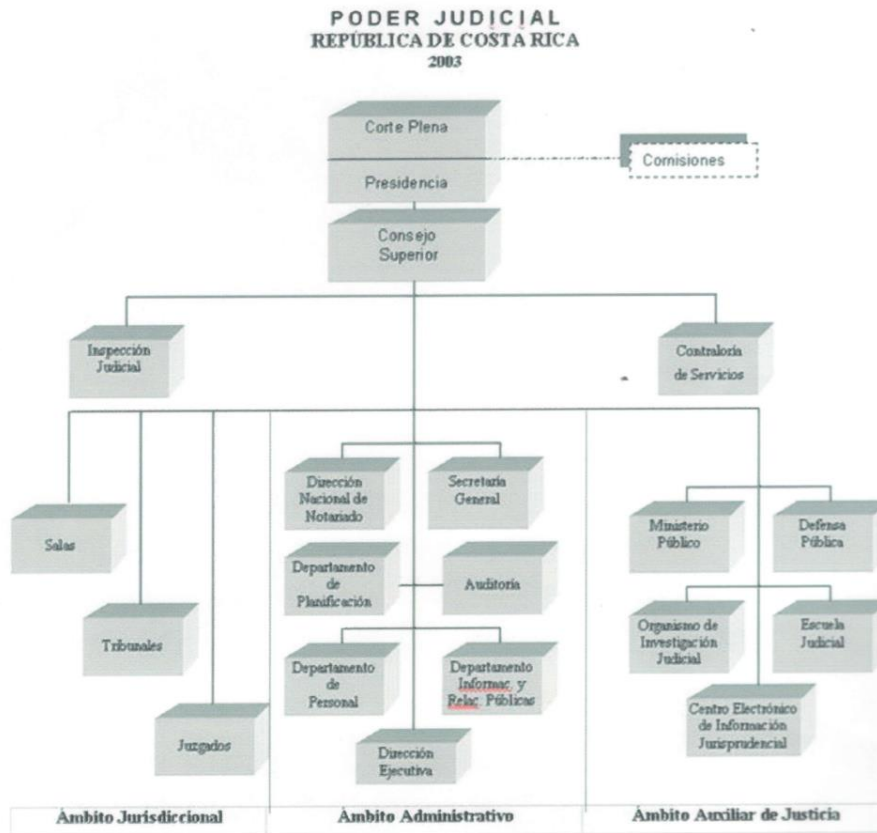 PODER JUDICIAL
REPÚBLICA DE COSTA RICA
2003
Corte Plena
Comisiones
Presidencia
Consejo
Superior
Inspección
Judicial
Contraloría
de Servicios
Dirección
Nacional de
Notariado
Secretaría
General
Ministerio
Público
Defensa
Pública
Salas
Departamento
de
Planificación
Auditoría
Organismo de
Investigación
Judicial
Escuela
Judicial
Tribunales
Departamento
de
Personal
Departamento
Informac. y
Relac. Públicas
Centro Electrónico
de Información
Jurisprudencial
Juzgados
Dirección
Ejecutiva
Ámbito Jurisdiccional
Ámbito Administrativo
Ámbito Auxiliar de Justicia